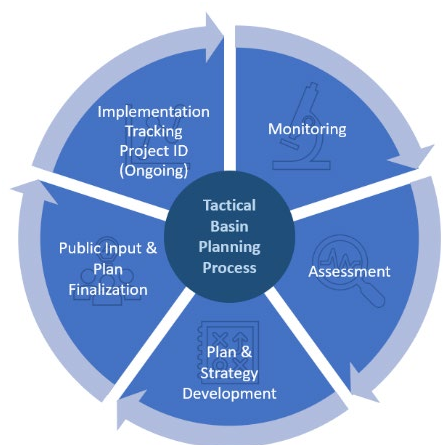 Implementation
Tracking
Project ID
(Ongoing)
Monitoring
Tactical
Basin
Planning
Process
Public Input &
Plan
Finalization
Assessment
Plan &
Strategy
Development